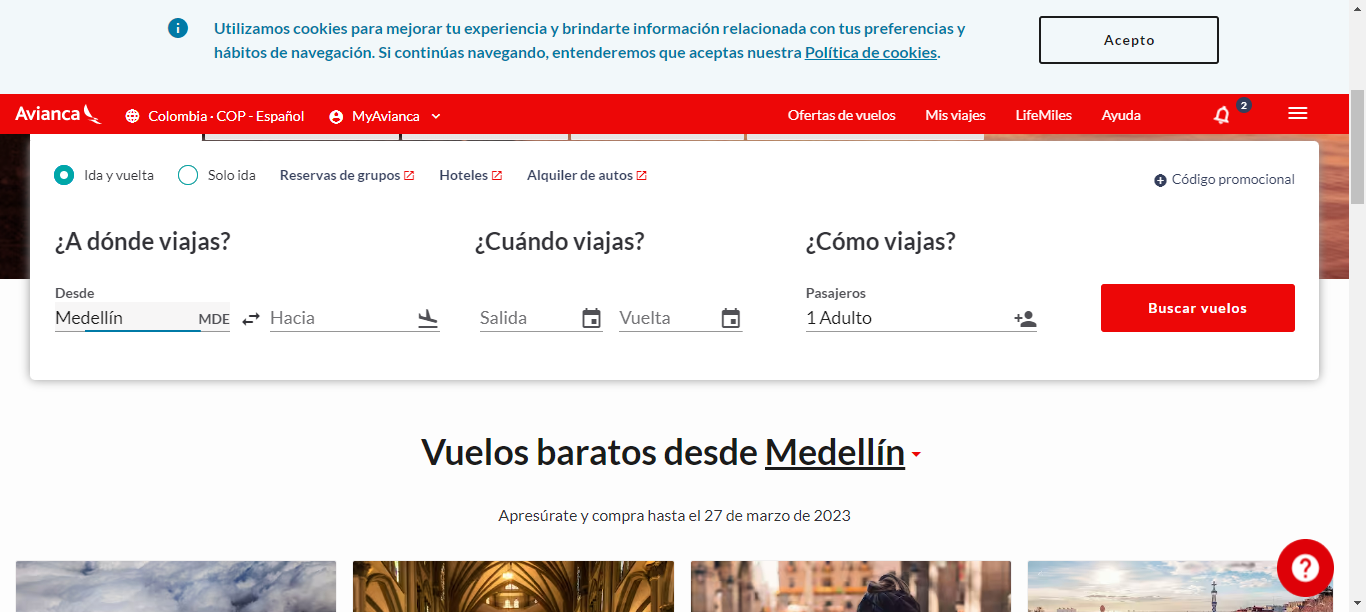 Utilizamos cookies para mejorar tu experiencia y brindarte información relacionada con tus preferencias y
hábitos de navegación. Si continúas navegando, entenderemos que aceptas nuestra Política de cookies.
Acepto
Avianca
Colombia · COP - Español
MyAvianca
Ofertas de vuelos
Mis viajes
LifeMiles
Ayuda
2
Ida y vuelta
Solo ida
Reservas de grupos
Hoteles
Alquiler de autos
Código promocional
¿A dónde viajas?
¿Cuándo viajas?
¿Cómo viajas?
Desde
Medellín
MDE
Hacia
Salida
Vuelta
Pasajeros
1 Adulto
Buscar vuelos
Vuelos baratos desde Medellín
Apresúrate y compra hasta el 27 de marzo de 2023